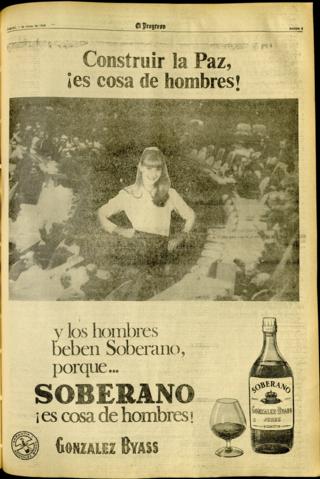 El Progreso
Construir la Paz,
¡es cosa de hombres!
y los hombres
beben Soberano,
porque...
SOBERANO
¡es cosa de hombres!
GONZALEZ BYASS
SOBERANO
GONZALEZ BYASS
JEREZ